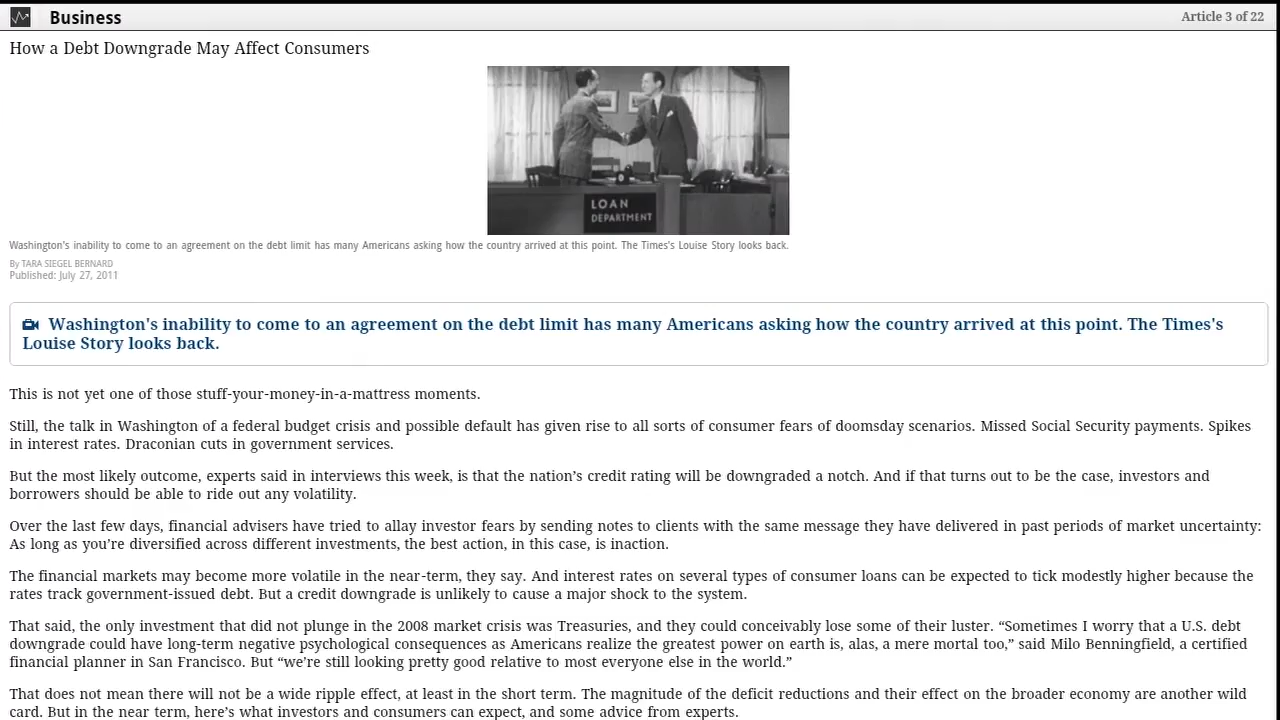 Business
Article 3 of 22
How a Debt Downgrade May Affect Consumers
LOAN
DEPARTMENT
Washington's inability to come to an agreement on the debt limit has many Americans asking how the country arrived at this point. The Times's Louise Story looks back.
By TARA SIEGEL BERNARD
Published: July 27, 2011
Washington's inability to come to an agreement on the debt limit has many Americans asking how the country arrived at this point. The Times's
Louise Story looks back.
This is not yet one of those stuff-your-money-in-a-mattress moments.
Still, the talk in Washington of a federal budget crisis and possible default has given rise to all sorts of consumer fears of doomsday scenarios. Missed Social Security payments. Spikes
in interest rates. Draconian cuts in government services.
But the most likely outcome, experts said in interviews this week, is that the nation’s credit rating will be downgraded a notch. And if that turns out to be the case, investors and
borrowers should be able to ride out any volatility.
Over the last few days, financial advisers have tried to allay investor fears by sending notes to clients with the same message they have delivered in past periods of market uncertainty:
As long as you’re diversified across different investments, the best action, in this case, is inaction.
The financial markets may become more volatile in the near-term, they say. And interest rates on several types of consumer loans can be expected to tick modestly higher because the
rates track government-issued debt. But a credit downgrade is unlikely to cause a major shock to the system.
That said, the only investment that did not plunge in the 2008 market crisis was Treasuries, and they could conceivably lose some of their luster. “Sometimes I worry that a U.S. debt
downgrade could have long-term negative psychological consequences as Americans realize the greatest power on earth is, alas, a mere mortal too,” said Milo Benningfield, a certified
financial planner in San Francisco. But “we’re still looking pretty good relative to most everyone else in the world.”
That does not mean there will not be a wide ripple effect, at least in the short term. The magnitude of the deficit reductions and their effect on the broader economy are another wild
card. But in the near term, here’s what investors and consumers can expect, and some advice from experts.